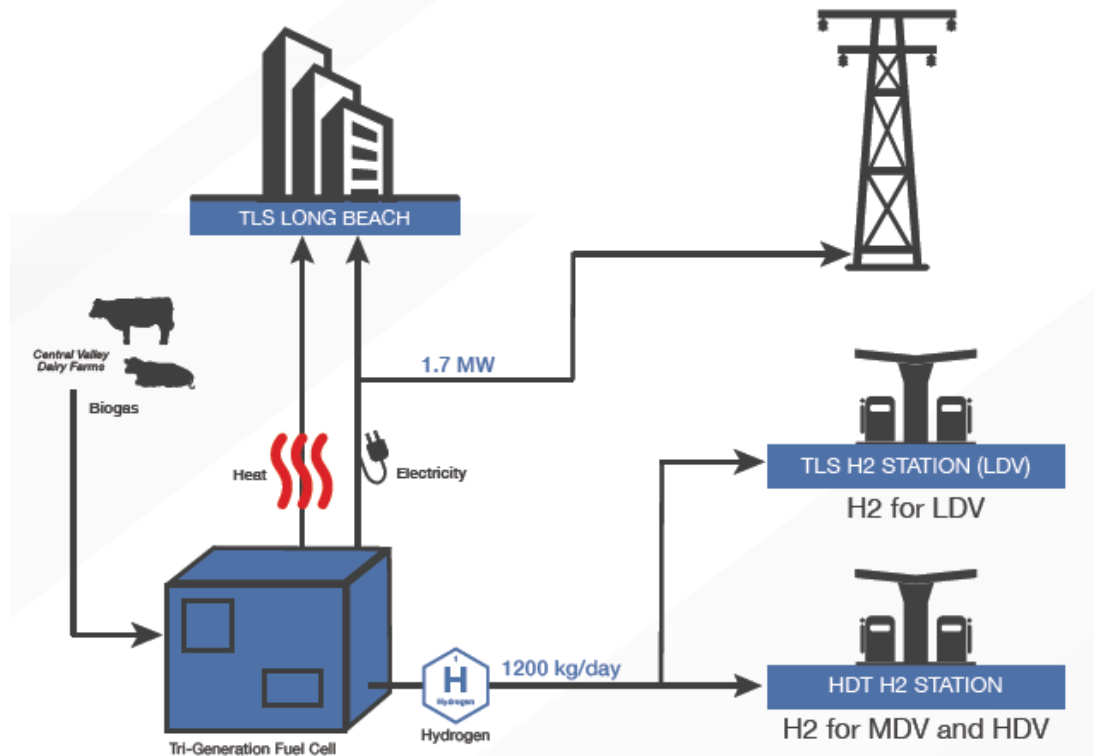 TLS LONG BEACH
Central Valley
Dairy Farms
Biogas
1.7 MW
Heat
Electricity
TLS H2 STATION (LDV)
H2 for LDV
1200 kg/day
1
H
Hydrogen
Hydrogen
HDT H2 STATION
H2 for MDV and HDV
Tri-Generation Fuel Cell